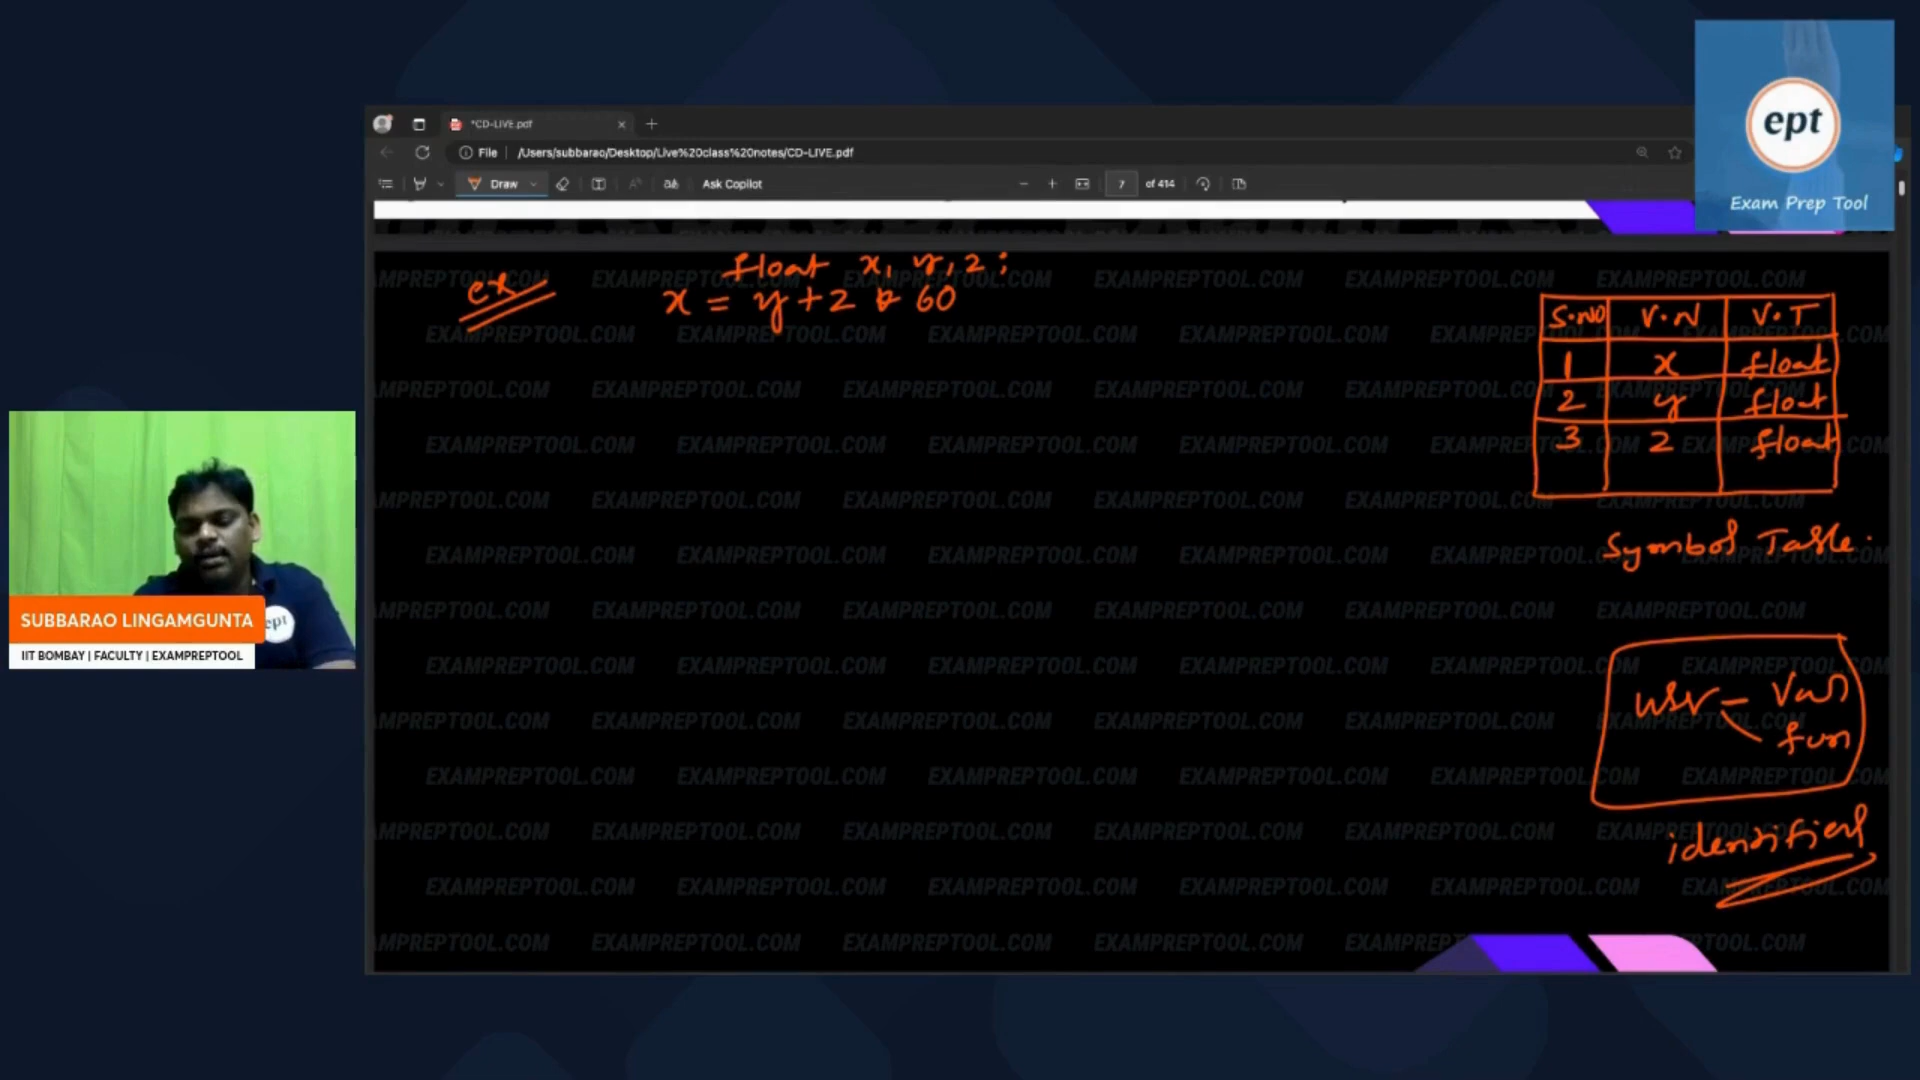 ept
Exam Prep Tool
*CD-LIVE.pdf
File | /Users/subbarao/Desktop/Live%20class%20notes/CD-LIVE.pdf
Draw
Ask Copilot
7 of 414
ex
float x, y, z;
x = y + z * 60
S.NO V.N V.T
1 x float
2 y float
3 z float
Symbol Table.
var
fun
identifier
SUBBARAO LINGAMGUNTA
ept
IIT BOMBAY | FACULTY | EXAMPREPTOOL
EXAMPREPTOOL.COM